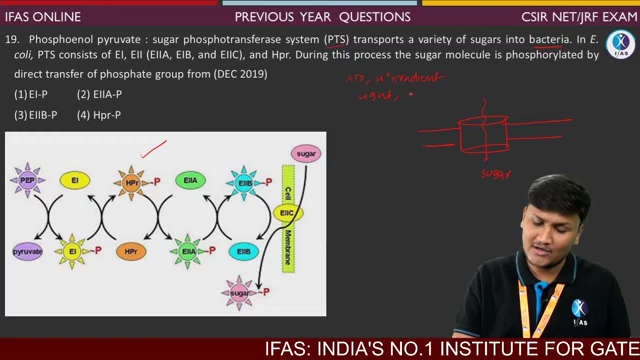 IFAS ONLINE PREVIOUS YEAR QUESTIONS CSIR NET/JRF EXAM
19. Phosphoenol pyruvate : sugar phosphotransferase system (PTS) transports a variety of sugars into bacteria. In E.
coli, PTS consists of EI, EII (EIIA, EIIB, and EIIC), and Hpr. During this process the sugar molecule is phosphorylated by
direct transfer of phosphate group from (DEC 2019)
(1) EI-P (2) EIIA-P
(3) EIIB-P (4) Hpr-P
IFAS
sugar
sugar
PEP EI HPr ~P EIIA EIIB ~P
Cell
EIIC
Membrane
pyruvate EI ~P HPr EIIA ~P EIIB
sugar ~P
IFAS
IFAS: INDIA'S NO.1 INSTITUTE FOR GATE